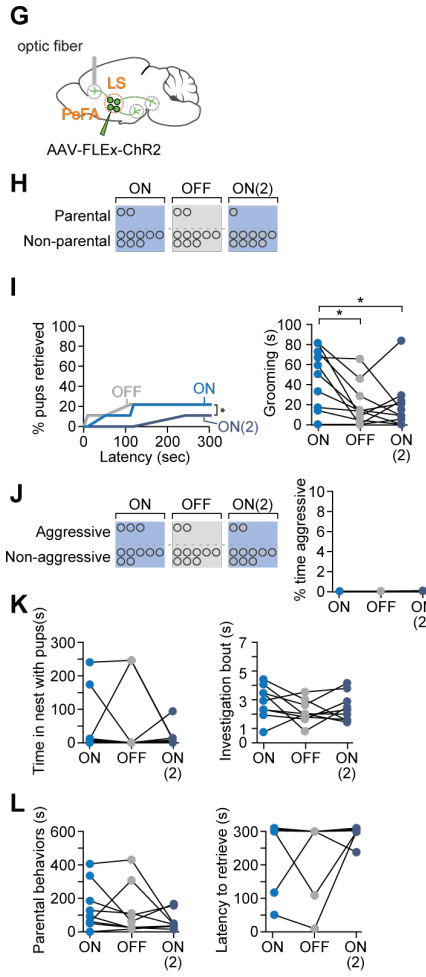 G
optic fiber
LS
PeFA
AAV-FLEx-ChR2
H
ON OFF ON(2)
Parental
Non-parental
I
% pups retrieved
100
80
60
40
20
0
OFF
ON
*
ON(2)
0 100 200 300
Latency (sec)
Grooming (s)
* *
100
80
60
40
20
0
ON OFF ON
(2)
J
ON OFF ON(2)
Aggressive
Non-aggressive
% time aggressive
10
8
6
4
2
0
ON OFF ON
(2
K
Time in nest with pups(s)
300
200
100
0
ON OFF ON
(2)
Investigation bout (s)
7
5
3
2
0
ON OFF ON
(2)
L
Parental behaviors (s)
600
400
200
0
ON OFF ON
(2)
Latency to retrieve (s)
300
200
100
0
ON OFF ON
(2)